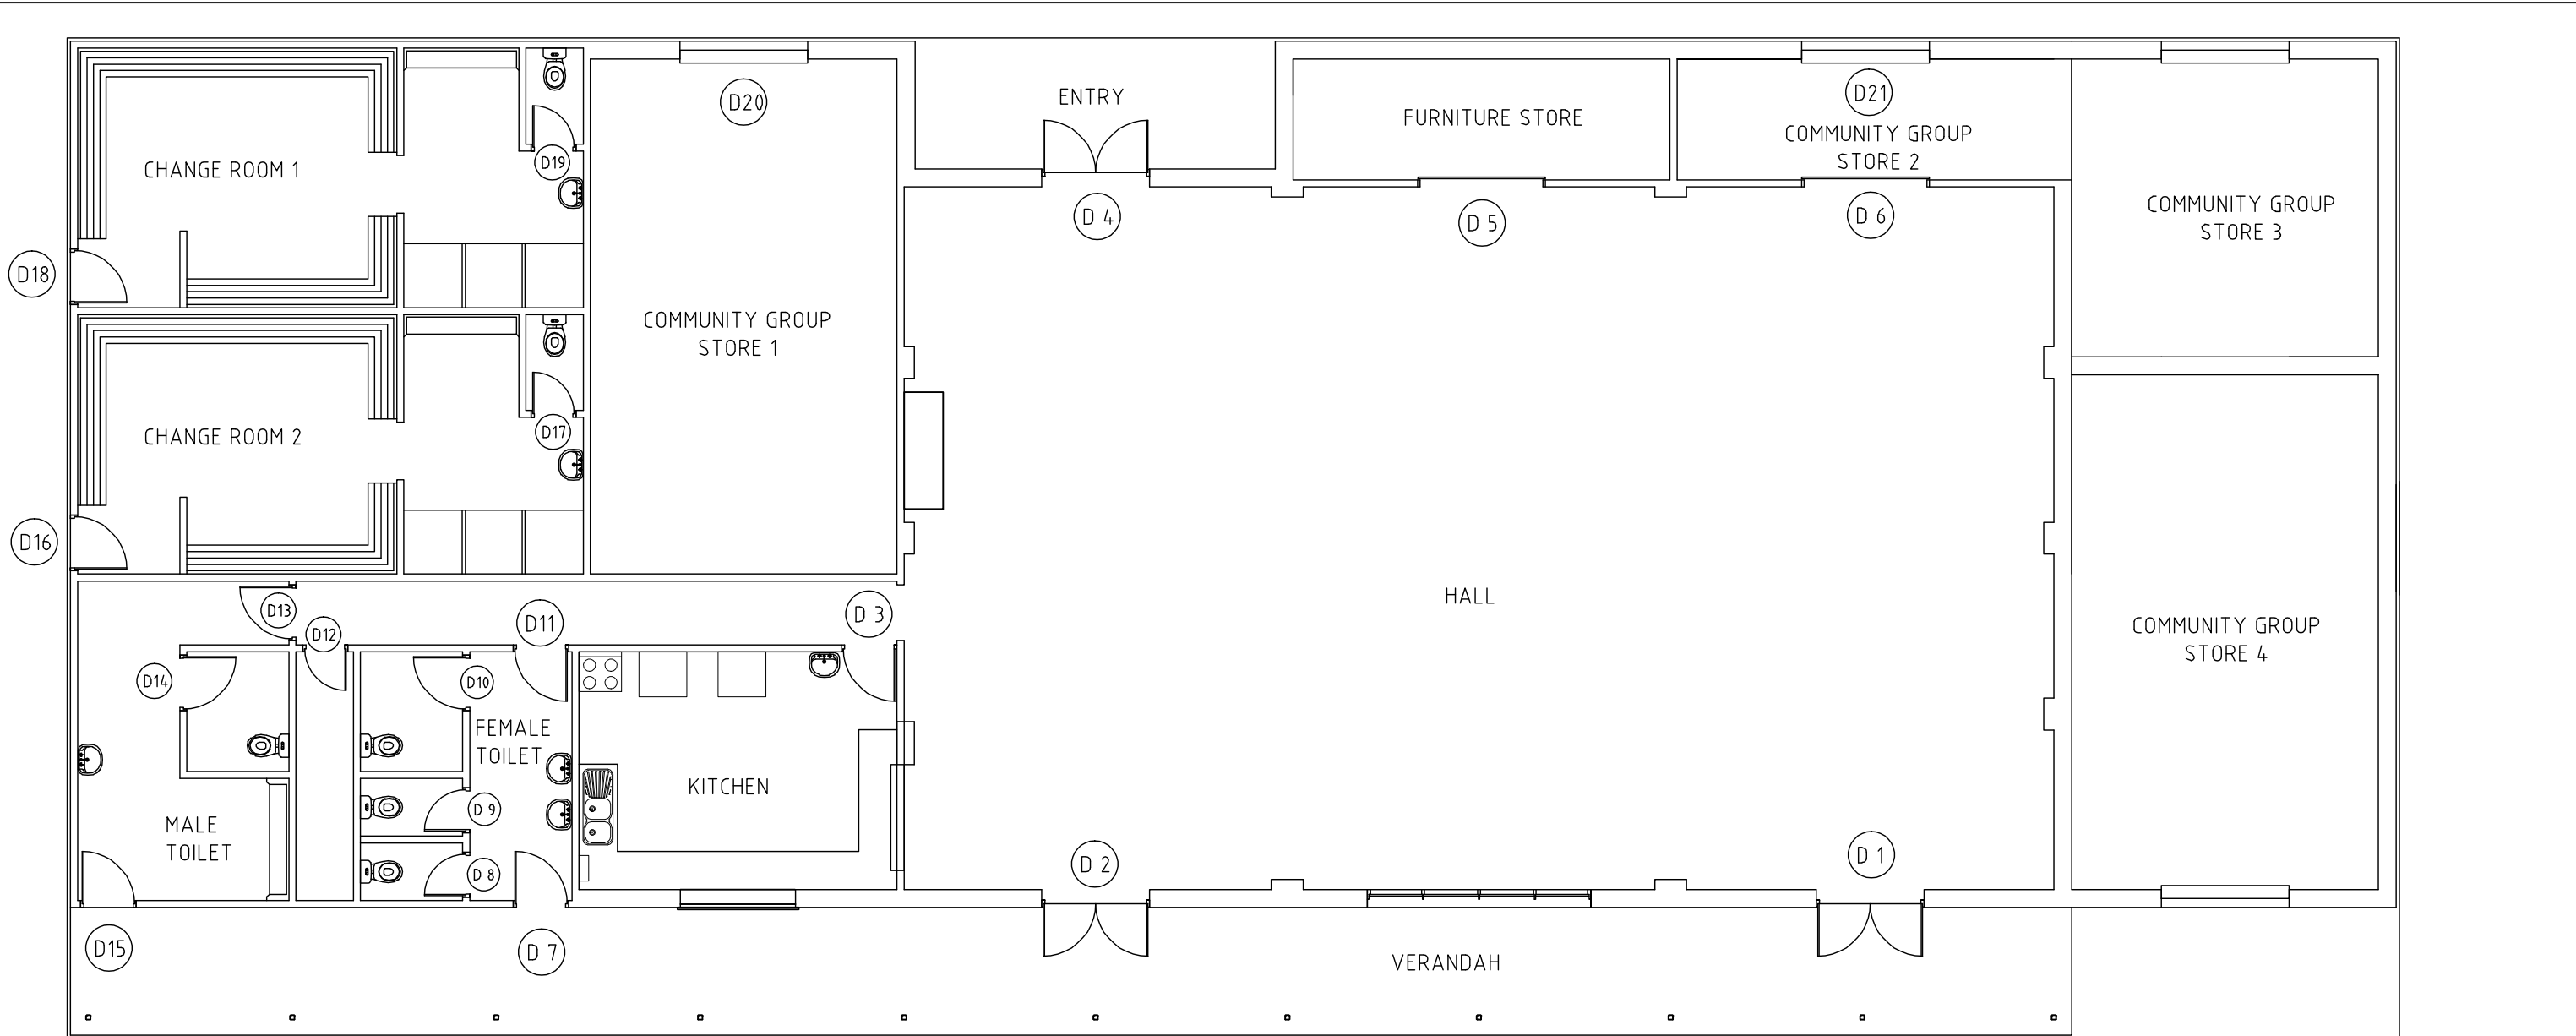 ENTRY
D20
D21
FURNITURE STORE
COMMUNITY GROUP
STORE 2
CHANGE ROOM 1
D19
COMMUNITY GROUP
STORE 3
D 4
D 5
D 6
D18
COMMUNITY GROUP
STORE 1
D17
CHANGE ROOM 2
D16
HALL
D13
D12
D11
D 3
COMMUNITY GROUP
STORE 4
D14
D10
FEMALE
TOILET
KITCHEN
D 9
MALE
TOILET
D 8
D 2
D 1
D15
D 7
VERANDAH